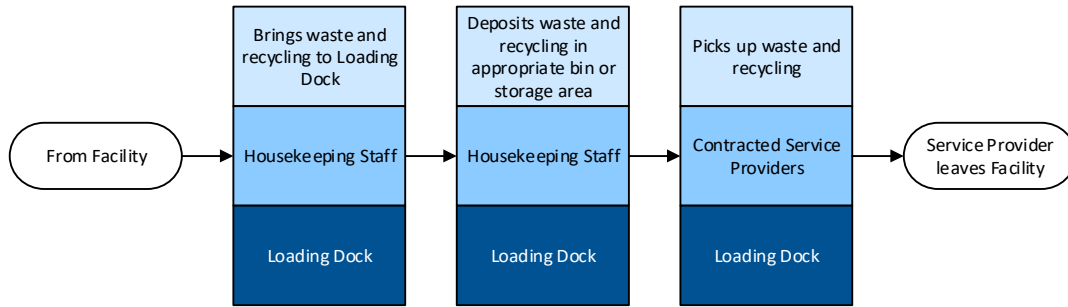 From Facility
Brings waste and
recycling to Loading
Dock
Housekeeping Staff
Loading Dock
Deposits waste and
recycling in
appropriate bin or
storage area
Housekeeping Staff
Loading Dock
Picks up waste and
recycling
Contracted Service
Providers
Loading Dock
Service Provider
leaves Facility